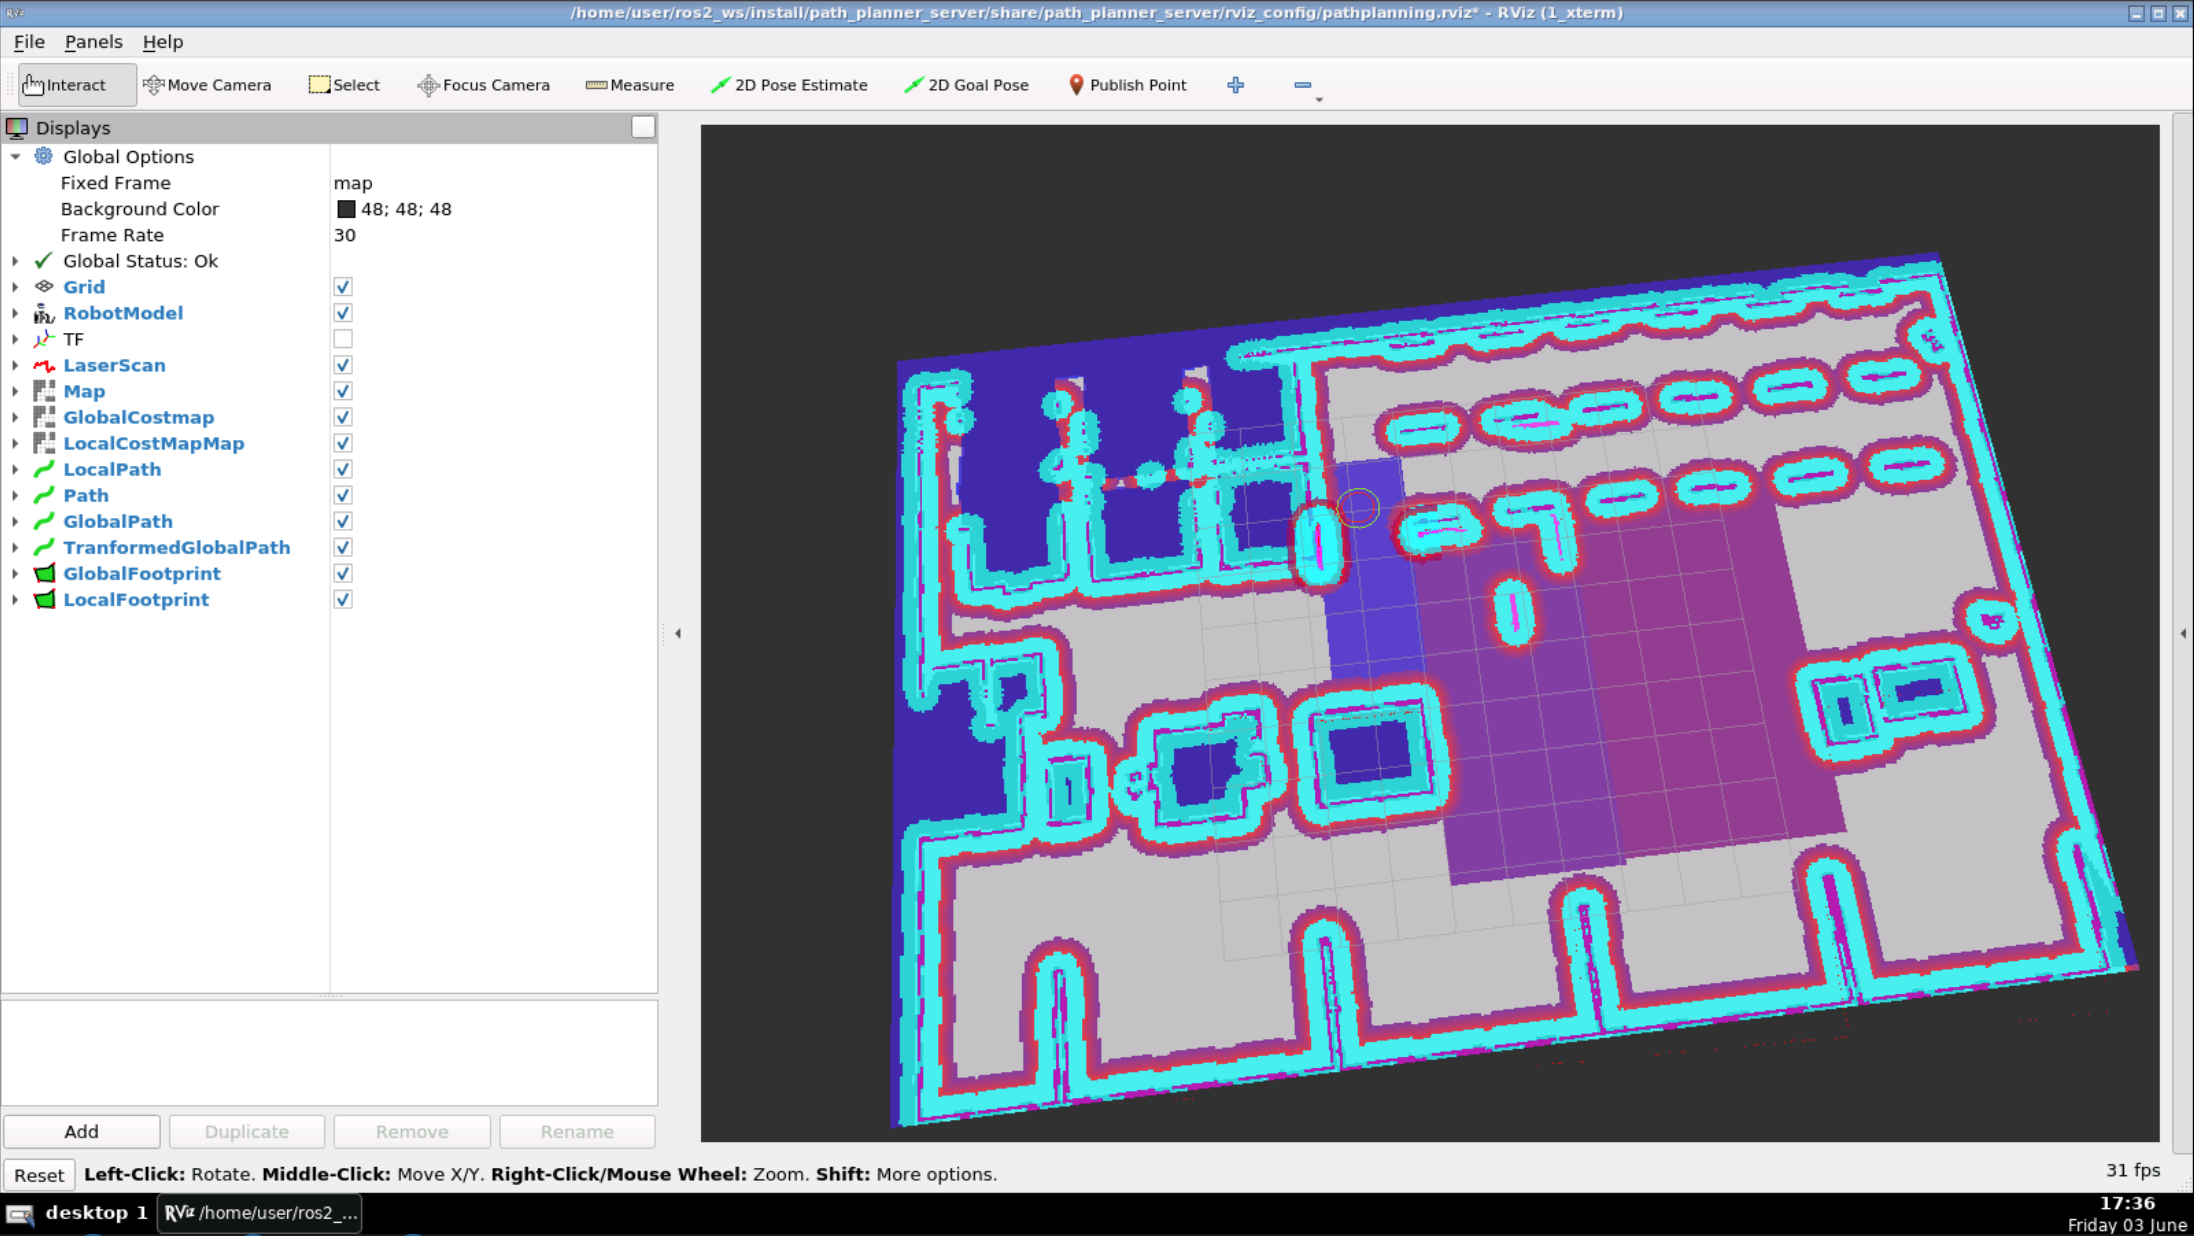 /home/user/ros2_ws/install/path_planner_server/share/path_planner_server/rviz_config/pathplanning.rviz* - RViz (1_xterm)
File Panels Help
Interact Move Camera Select Focus Camera Measure 2D Pose Estimate 2D Goal Pose Publish Point
Displays
Global Options
Fixed Frame map
Background Color 48; 48; 48
Frame Rate 30
Global Status: Ok
Grid
RobotModel
TF
LaserScan
Map
GlobalCostmap
LocalCostMapMap
LocalPath
Path
GlobalPath
TranformedGlobalPath
GlobalFootprint
LocalFootprint
Add Duplicate Remove Rename
Reset Left-Click: Rotate. Middle-Click: Move X/Y. Right-Click/Mouse Wheel: Zoom. Shift: More options. 31 fps
desktop 1 RViz /home/user/ros2_... 17:36
Friday 03 June